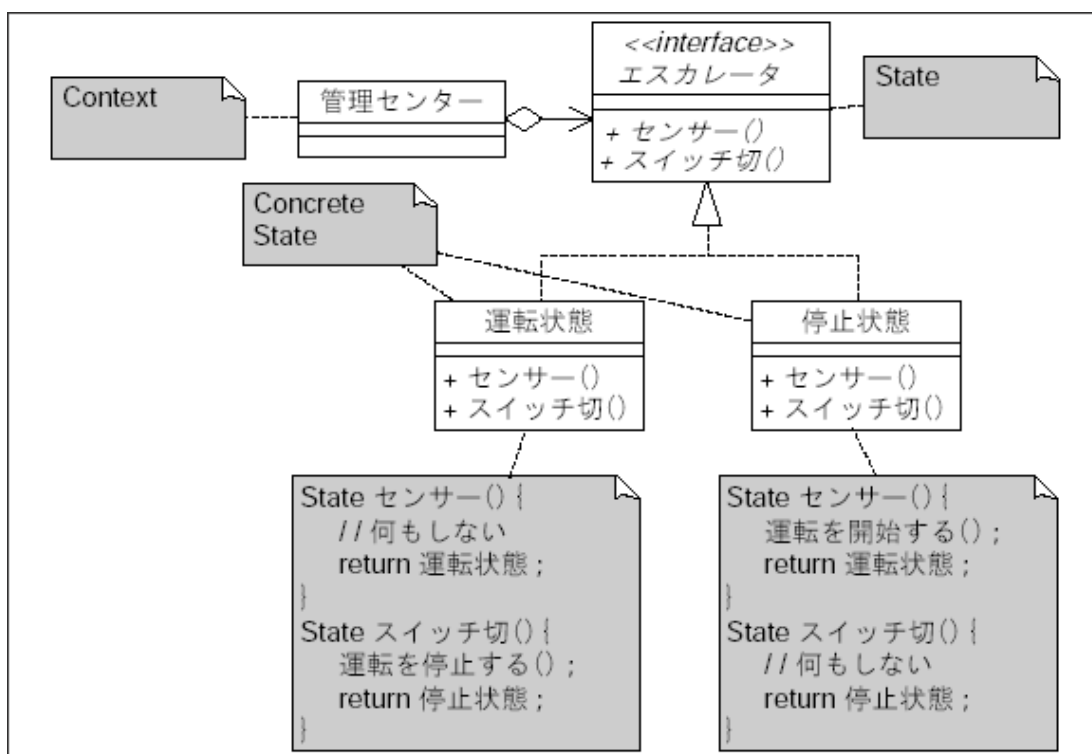 <<interface>>
エスカレータ
+ センサー()
+ スイッチ切()
State
Context
管理センター
Concrete
State
運転状態
+ センサー()
+ スイッチ切()
停止状態
+ センサー()
+ スイッチ切()
State センサー() {
// 何もしない
return 運転状態 ;
}
State スイッチ切() {
運転を停止する() ;
return 停止状態 ;
}
State センサー() {
運転を開始する() ;
return 運転状態 ;
}
State スイッチ切() {
// 何もしない
return 停止状態 ;
}